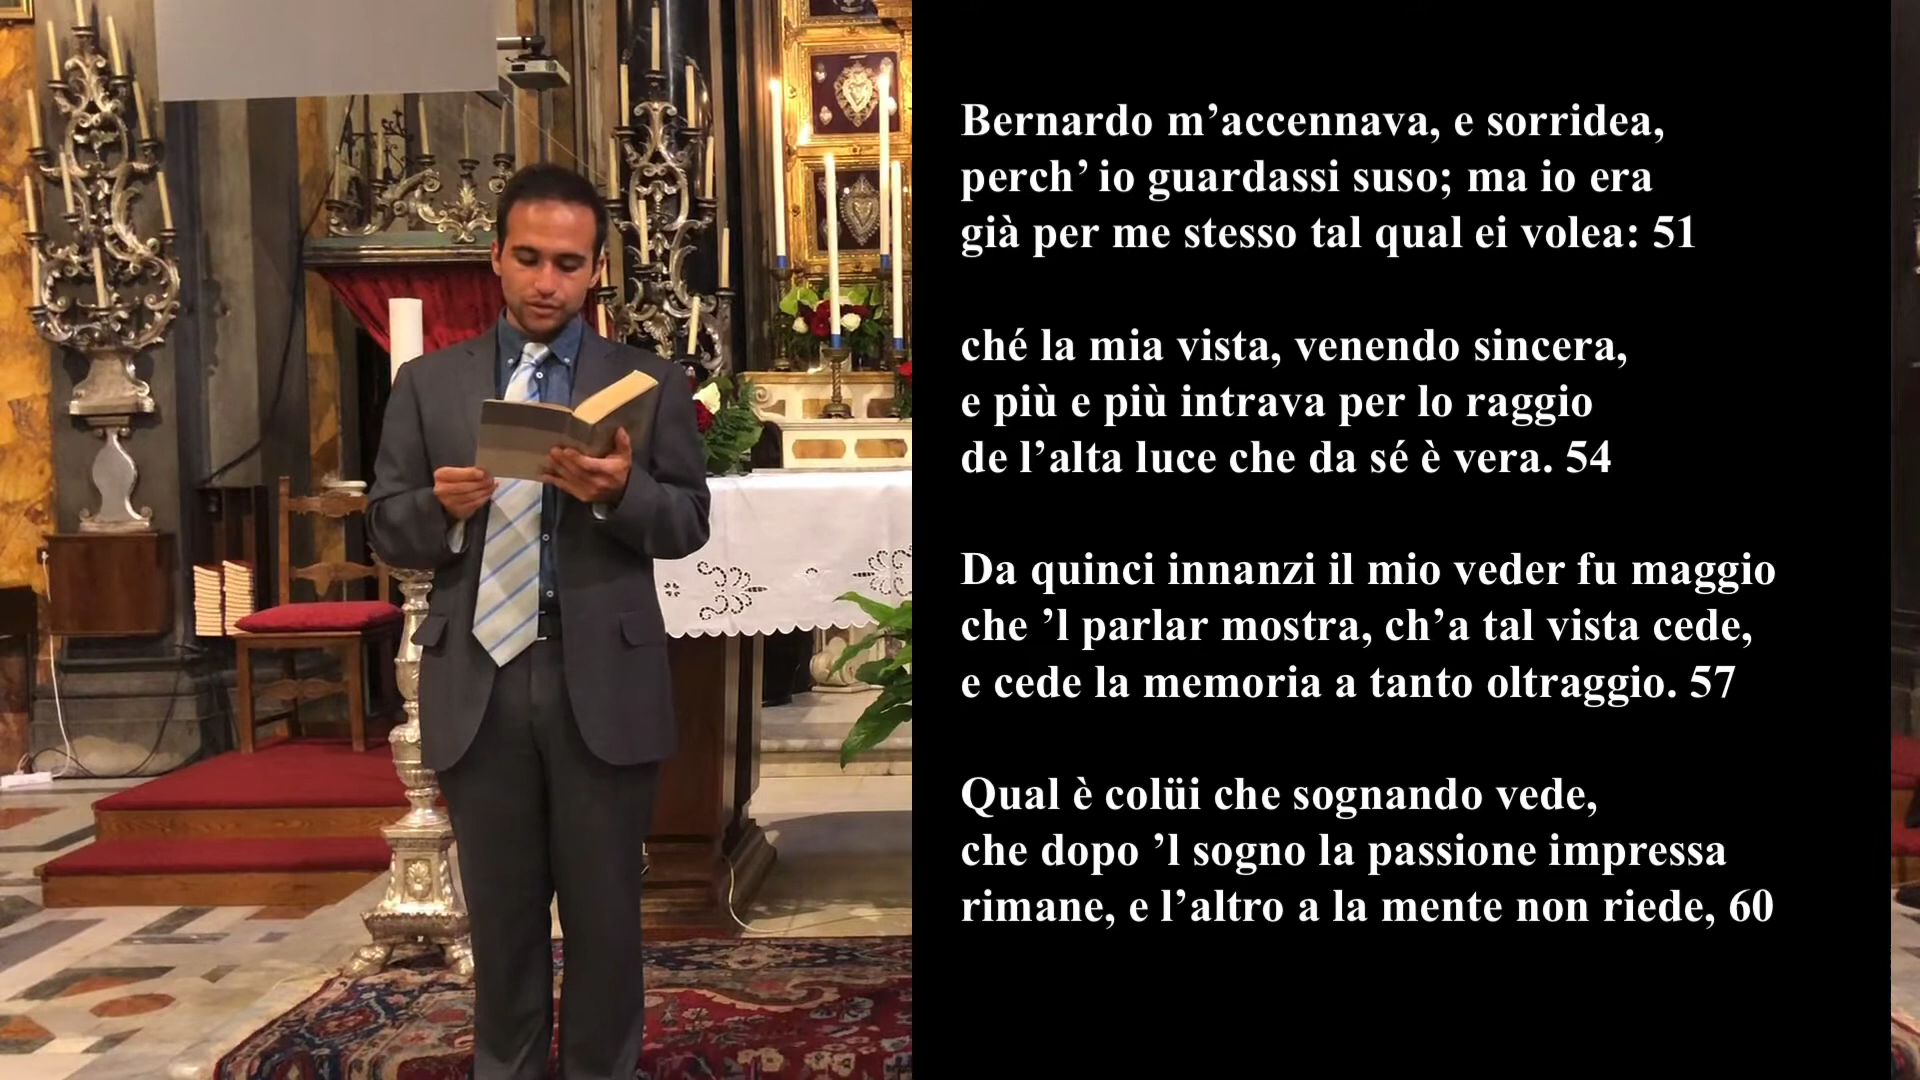 Bernardo m’accennava, e sorridea,
perch’ io guardassi suso; ma io era
già per me stesso tal qual ei volea: 51
ché la mia vista, venendo sincera,
e più e più intrava per lo raggio
de l’alta luce che da sé è vera. 54
Da quinci innanzi il mio veder fu maggio
che ’l parlar mostra, ch’a tal vista cede,
e cede la memoria a tanto oltraggio. 57
Qual è colüi che sognando vede,
che dopo ’l sogno la passione impressa
rimane, e l’altro a la mente non riede, 60